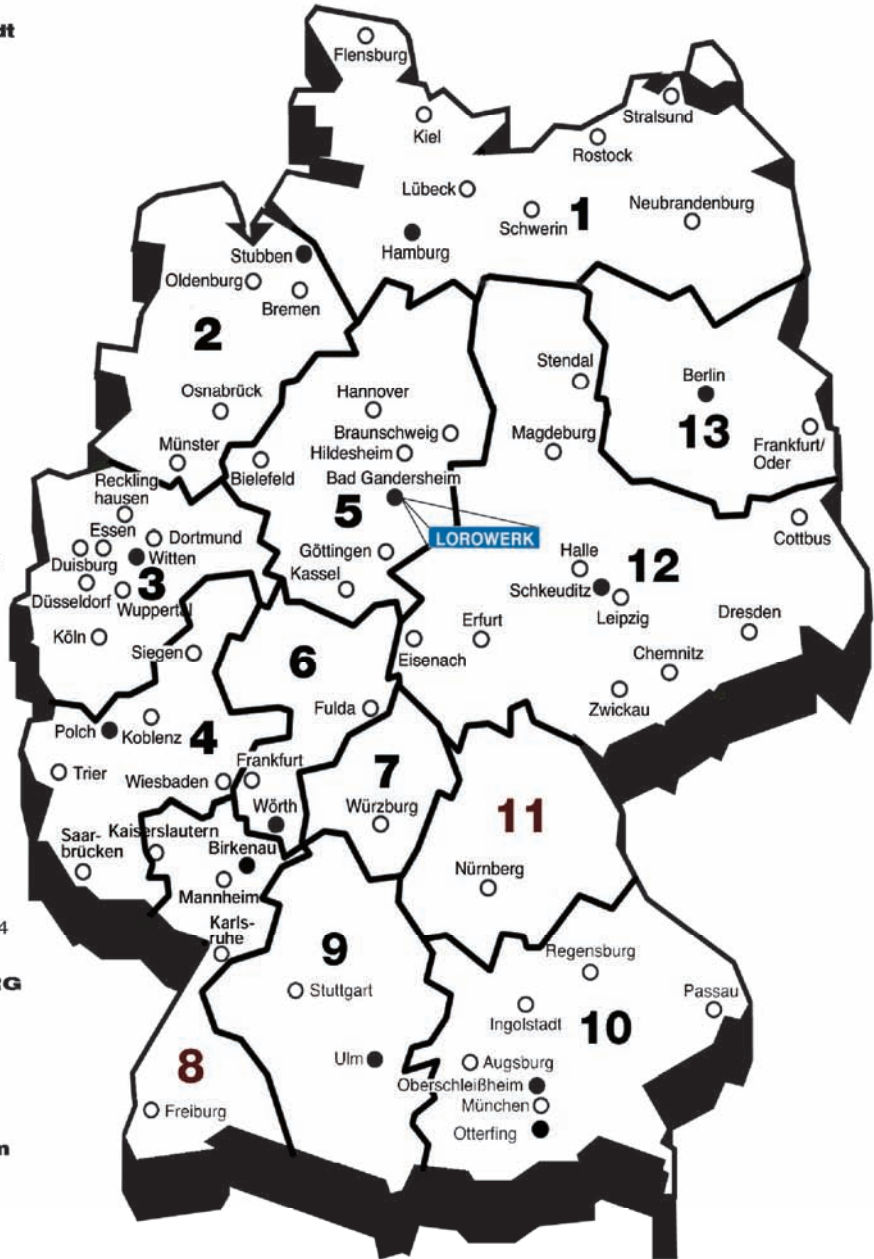 dt
Flensburg
Kiel
Stralsund
Rostock
Lübeck
Schwerin
1
Neubrandenburg
Hamburg
Stubben
Oldenburg
Bremen
2
Osnabrück
Münster
Stendal
Berlin
13
Frankfurt/
Oder
Hannover
Braunschweig
Hildesheim
Bad Gandersheim
Bielefeld
5
LOROWERK
Göttingen
Kassel
Magdeburg
Reckling
hausen
Essen
Dortmund
Duisburg
Witten
3
Düsseldorf
Wuppertal
Köln
Siegen
Cottbus
Halle
12
Schkeuditz
Leipzig
Dresden
Erfurt
Eisenach
Chemnitz
Zwickau
6
Fulda
Polch
Koblenz
4
Trier
Wiesbaden
Frankfurt
Wörth
7
Würzburg
11
Nürnberg
Saar-
brücken
Kaiserslautern
Birkenau
Mannheim
Karls-
ruhe
4
RG
9
Stuttgart
Ulm
8
Freiburg
Regensburg
Passau
Ingolstadt
10
Augsburg
Oberschleißheim
München
Otterfing